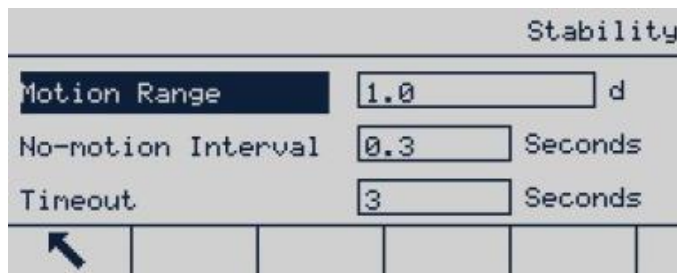 Stability
Motion Range 1.0 d
No-motion Interval 0.3 Seconds
Timeout 3 Seconds